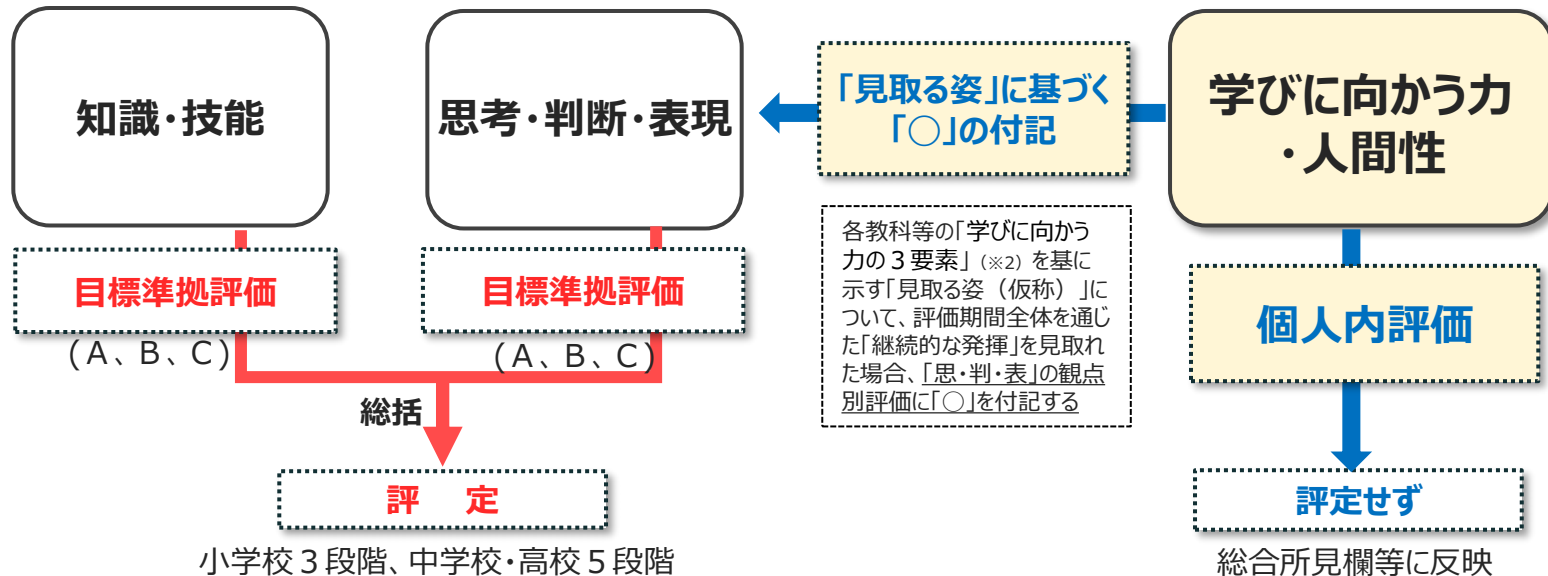 知識・技能
思考・判断・表現
「見取る姿」に基づく
「○」の付記
学びに向かう力
・人間性
目標準拠評価
(A、B、C)
目標準拠評価
(A、B、C)
各教科等の「学びに向かう
力の3要素」(※2) を基に
示す「見取る姿（仮称）」に
ついて、評価期間全体を通じ
た「継続的な発揮」を見取れ
た場合、「思・判・表」の観点
別評価に「○」を付記する
個人内評価
総括
評 定
小学校3段階、中学校・高校5段階
評定せず
総合所見欄等に反映